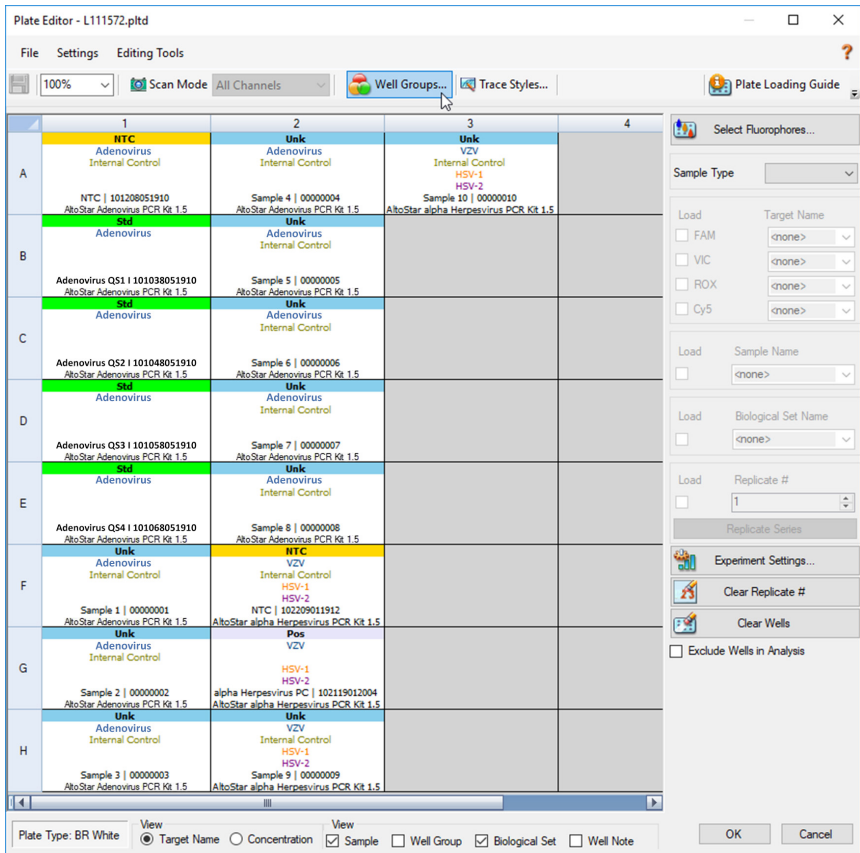 Plate Editor - L111572.pltd
File Settings Editing Tools ?
100% Scan Mode All Channels Well Groups... Trace Styles... Plate Loading Guide
1 2 3 4
A
NTC
Adenovirus
Internal Control
NTC | 101208051910
AltoStar Adenovirus PCR Kit 1.5
Unk
Adenovirus
Internal Control
Sample 4 | 00000004
AltoStar Adenovirus PCR Kit 1.5
Unk
VZV
Internal Control
HSV-1
HSV-2
Sample 10 | 00000010
AltoStar alpha Herpesvirus PCR Kit 1.5
B
Std
Adenovirus
Adenovirus QS1 I 101038051910
AltoStar Adenovirus PCR Kit 1.5
Unk
Adenovirus
Internal Control
Sample 5 | 00000005
AltoStar Adenovirus PCR Kit 1.5
C
Std
Adenovirus
Adenovirus QS2 I 101048051910
AltoStar Adenovirus PCR Kit 1.5
Unk
Adenovirus
Internal Control
Sample 6 | 00000006
AltoStar Adenovirus PCR Kit 1.5
D
Std
Adenovirus
Adenovirus QS3 I 101058051910
AltoStar Adenovirus PCR Kit 1.5
Unk
Adenovirus
Internal Control
Sample 7 | 00000007
AltoStar Adenovirus PCR Kit 1.5
E
Std
Adenovirus
Adenovirus QS4 I 101068051910
AltoStar Adenovirus PCR Kit 1.5
Unk
Adenovirus
Internal Control
Sample 8 | 00000008
AltoStar Adenovirus PCR Kit 1.5
F
Unk
Adenovirus
Internal Control
Sample 1 | 00000001
AltoStar Adenovirus PCR Kit 1.5
NTC
VZV
Internal Control
HSV-1
HSV-2
NTC | 102209011912
AltoStar alpha Herpesvirus PCR Kit 1.5
G
Unk
Adenovirus
Internal Control
Sample 2 | 00000002
AltoStar Adenovirus PCR Kit 1.5
Pos
VZV
HSV-1
HSV-2
alpha Herpesvirus PC | 102119012004
AltoStar alpha Herpesvirus PCR Kit 1.5
H
Unk
Adenovirus
Internal Control
Sample 3 | 00000003
AltoStar Adenovirus PCR Kit 1.5
Unk
VZV
Internal Control
HSV-1
HSV-2
Sample 9 | 00000009
AltoStar alpha Herpesvirus PCR Kit 1.5
Select Fluorophores...
Sample Type
Load Target Name
FAM <none>
VIC <none>
ROX <none>
Cy5 <none>
Load Sample Name
<none>
Load Biological Set Name
<none>
Load Replicate #
1
Replicate Series
Experiment Settings...
Clear Replicate #
Clear Wells
Exclude Wells in Analysis
Plate Type: BR White
View
Target Name Concentration
View
Sample Well Group Biological Set Well Note
OK Cancel